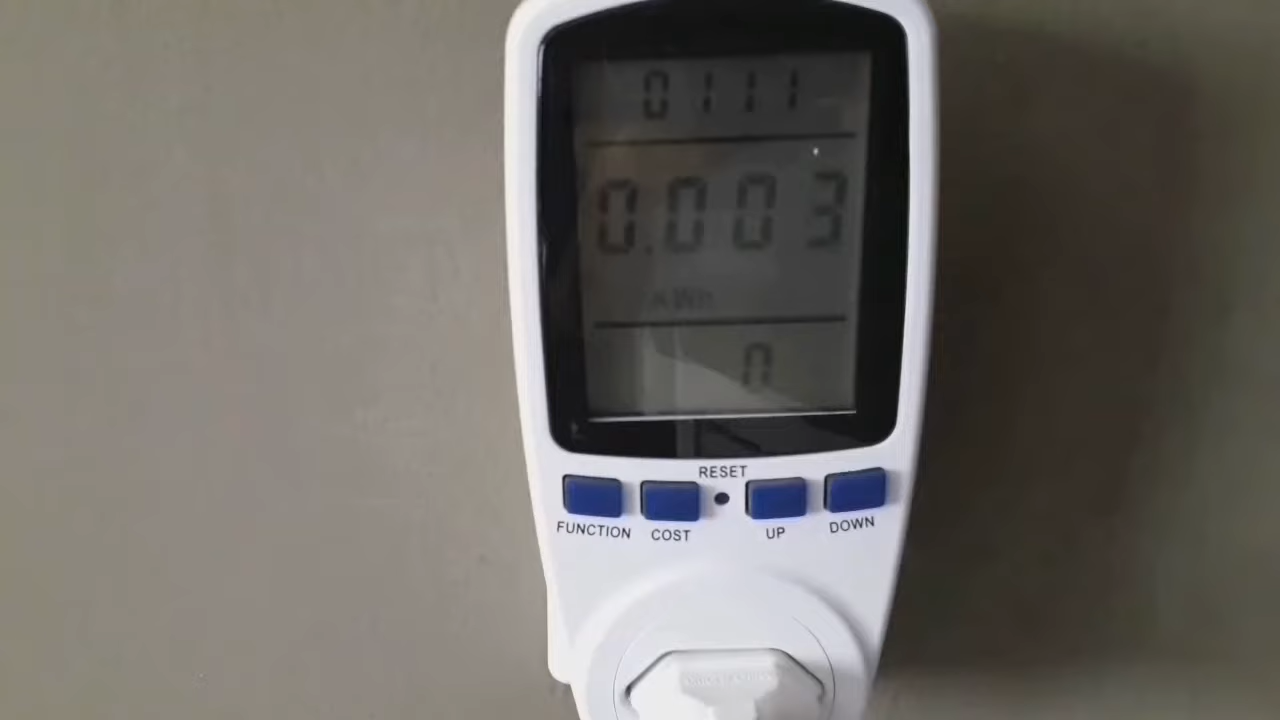 0111
0.003
KWh
0
RESET
FUNCTION COST UP DOWN